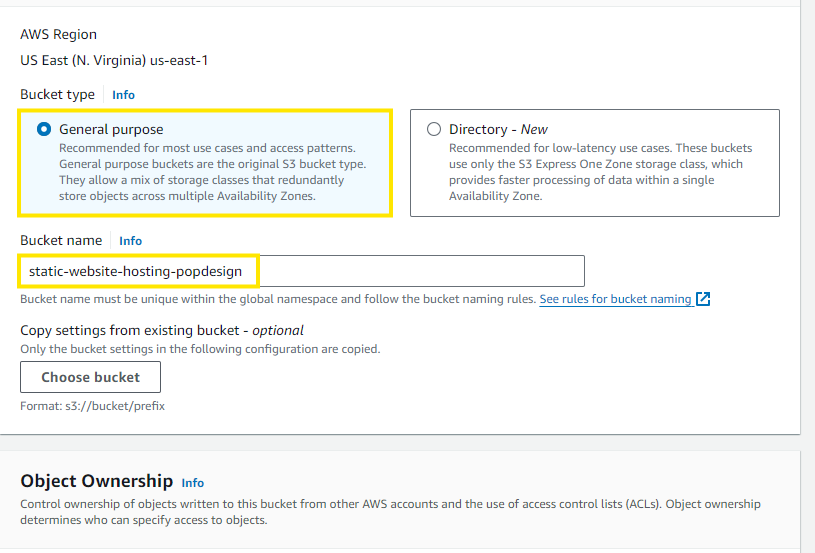 AWS Region
US East (N. Virginia) us-east-1
Bucket type Info
General purpose
Recommended for most use cases and access patterns.
General purpose buckets are the original S3 bucket type.
They allow a mix of storage classes that redundantly
store objects across multiple Availability Zones.
Directory - New
Recommended for low-latency use cases. These buckets
use only the S3 Express One Zone storage class, which
provides faster processing of data within a single
Availability Zone.
Bucket name Info
static-website-hosting-popdesign
Bucket name must be unique within the global namespace and follow the bucket naming rules. See rules for bucket naming
Copy settings from existing bucket - optional
Only the bucket settings in the following configuration are copied.
Choose bucket
Format: s3://bucket/prefix
Object Ownership Info
Control ownership of objects written to this bucket from other AWS accounts and the use of access control lists (ACLs). Object ownership
determines who can specify access to objects.